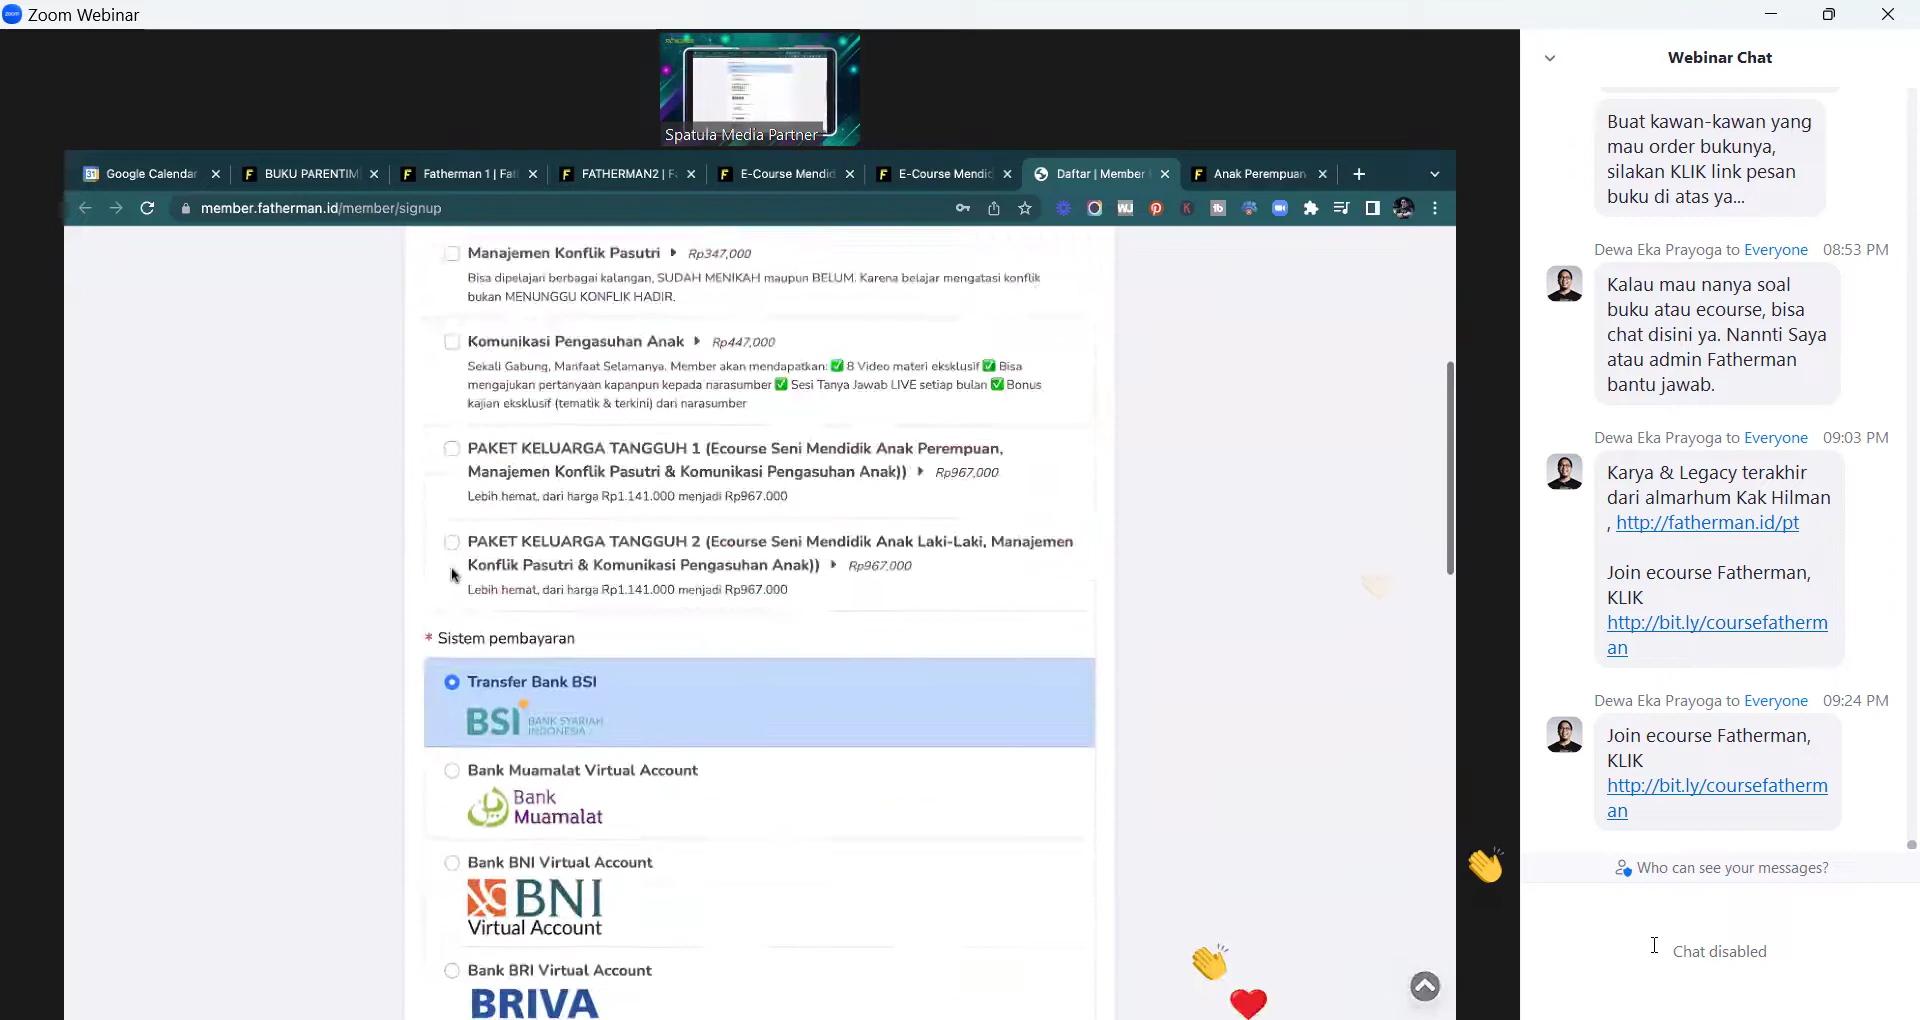 Zoom Webinar
Spatula Media Partner
Google Calendar
BUKU PARENTIM
Fatherman 1 | Fat
FATHERMAN2 | F
E-Course Mendid
E-Course Mendic
Daftar | Member
Anak Perempuan
member.fatherman.id/member/signup
Manajemen Konflik Pasutri Rp347,000
Bisa dipelajari berbagai kalangan, SUDAH MENIKAH maupun BELUM. Karena belajar mengatasi konflik
bukan MENUNGGU KONFLIK HADIR.
Komunikasi Pengasuhan Anak Rp447,000
Sekali Gabung, Manfaat Selamanya. Member akan mendapatkan: ✅ 8 Video materi eksklusif ✅ Bisa
mengajukan pertanyaan kapanpun kepada narasumber ✅ Sesi Tanya Jawab LIVE setiap bulan ✅ Bonus
kajian eksklusif (tematik & terkini) dari narasumber
PAKET KELUARGA TANGGUH 1 (Ecourse Seni Mendidik Anak Perempuan,
Manajemen Konflik Pasutri & Komunikasi Pengasuhan Anak)) Rp967,000
Lebih hemat, dari harga Rp1.141.000 menjadi Rp967.000
PAKET KELUARGA TANGGUH 2 (Ecourse Seni Mendidik Anak Laki-Laki, Manajemen
Konflik Pasutri & Komunikasi Pengasuhan Anak)) Rp967,000
Lebih hemat, dari harga Rp1.141.000 menjadi Rp967.000
* Sistem pembayaran
Transfer Bank BSI
BSI BANK SYARIAH
INDONESIA
Bank Muamalat Virtual Account
Bank
Muamalat
Bank BNI Virtual Account
BNI
Virtual Account
Bank BRI Virtual Account
BRIVA
Webinar Chat
Buat kawan-kawan yang
mau order bukunya,
silakan KLIK link pesan
buku di atas ya...
Dewa Eka Prayoga to Everyone 08:53 PM
Kalau mau nanya soal
buku atau ecourse, bisa
chat disini ya. Nannti Saya
atau admin Fatherman
bantu jawab.
Dewa Eka Prayoga to Everyone 09:03 PM
Karya & Legacy terakhir
dari almarhum Kak Hilman
, http://fatherman.id/pt
Join ecourse Fatherman,
KLIK
http://bit.ly/coursefatherm
an
Dewa Eka Prayoga to Everyone 09:24 PM
Join ecourse Fatherman,
KLIK
http://bit.ly/coursefatherm
an
Who can see your messages?
Chat disabled